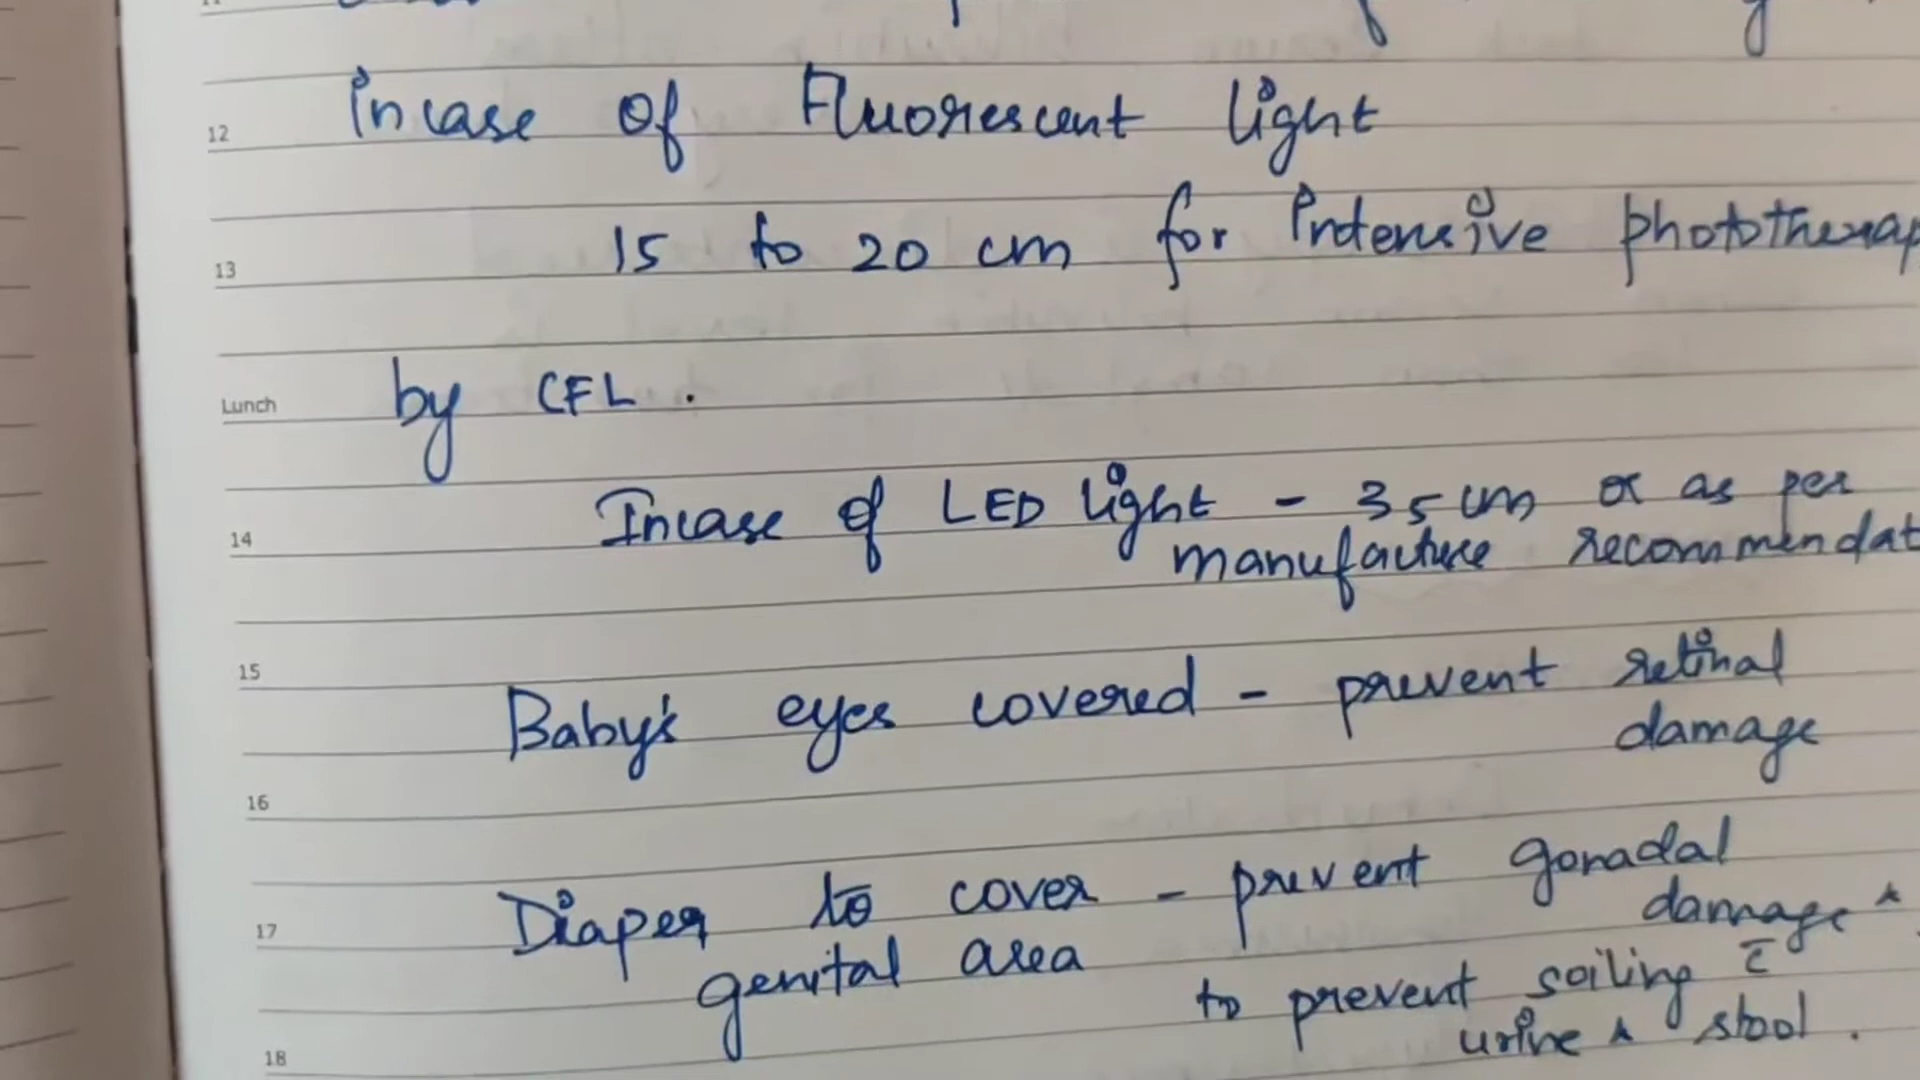 12 incase of Fluorescent light
13 15 to 20 cm for intensive phototherap
Lunch by CFL.
14 Incase of LED light - 35 cm or as per
manufacture recommendat
15 Baby's eyes covered - prevent retinal
damage
16
17 Diaper to cover - prevent gonadal
genital area damage &
to prevent soiling c̄
urine & stool.
18